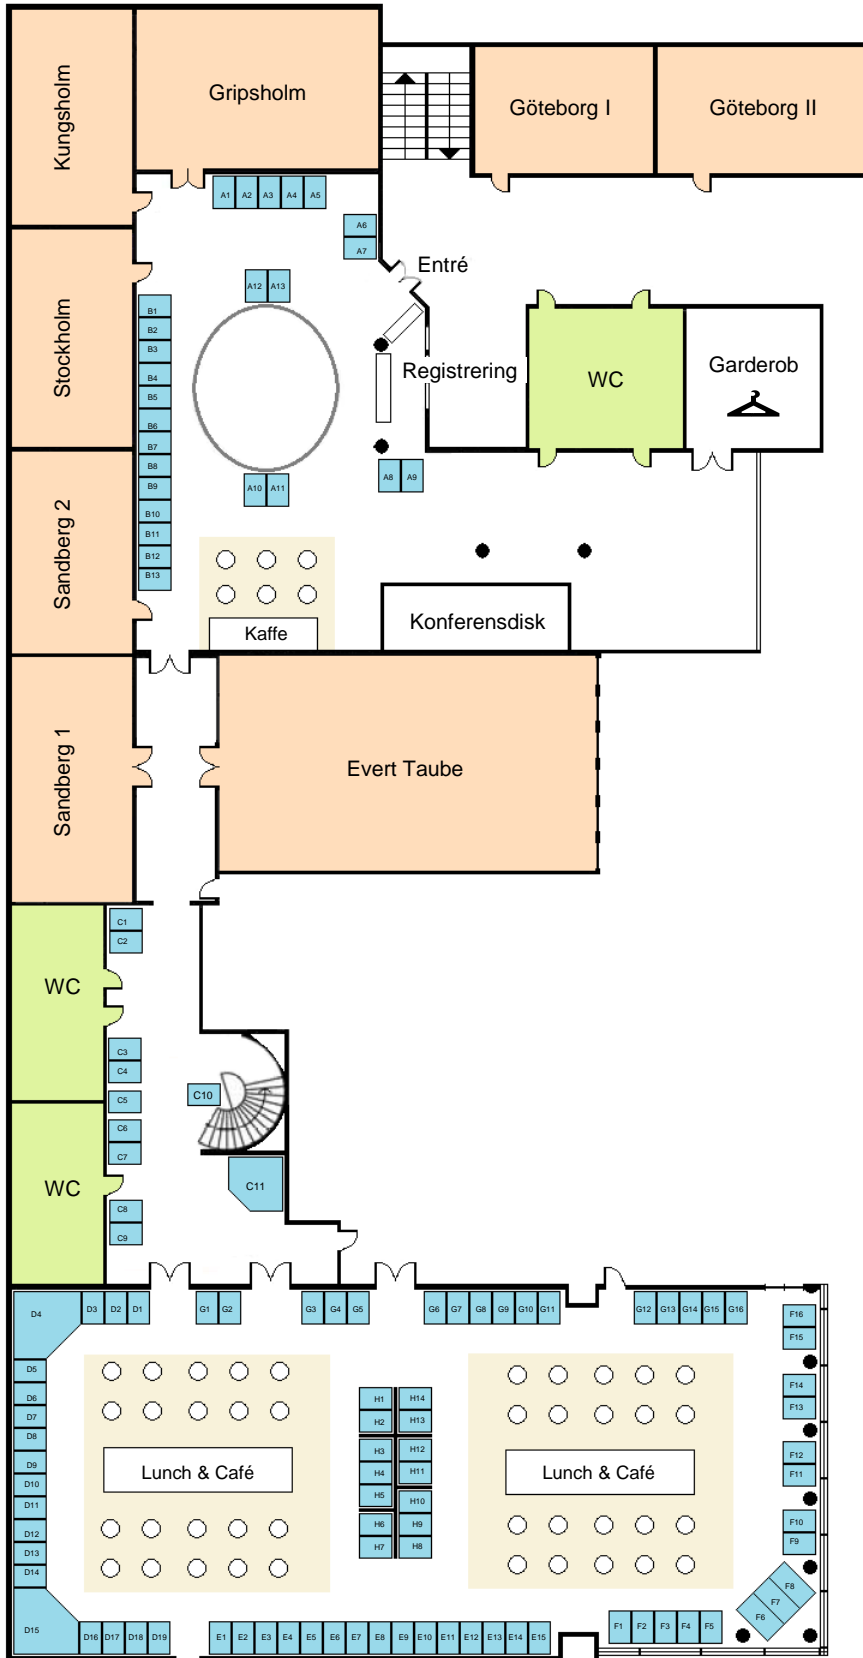 Kungsholm
Gripsholm
Göteborg I
Göteborg II
A1 A2 A3 A4 A5
A6
A7
Entré
A12 A13
Stockholm
B1
B2
B3
B4
B5
B6
B7
B8
B9
B10
B11
B12
B13
Registrering
WC
Garderob
A8 A9
A10 A11
Sandberg 2
Kaffe
Konferensdisk
Sandberg 1
Evert Taube
C1
C2
WC
C3
C4
C5
C6
C7
C10
WC
C11
C8
C9
D4
D3 D2 D1
G1 G2
G3 G4 G5
G6 G7 G8 G9 G10 G11
G12 G13 G14 G15 G16
F16
F15
D5
D6
D7
D8
D9
D10
D11
D12
D13
D14
D15
H1 H14
H2 H13
H3 H12
H4 H11
H5 H10
H6 H9
H7 H8
Lunch & Café
Lunch & Café
F14
F13
F12
F11
F10
F9
F8
F7
F6
D16 D17 D18 D19
E1 E2 E3 E4 E5 E6 E7 E8 E9 E10 E11 E12 E13 E14 E15
F1 F2 F3 F4 F5